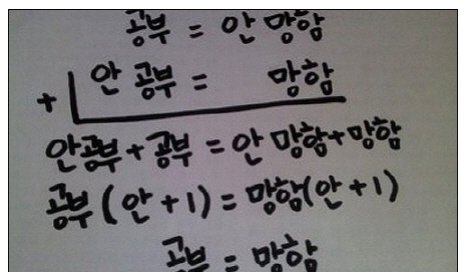 공부 = 안 망함
+ 안 공부 = 망함
안공부 + 공부 = 안 망함 + 망함
공부 (안 + 1) = 망함(안 + 1)
공부 = 망함